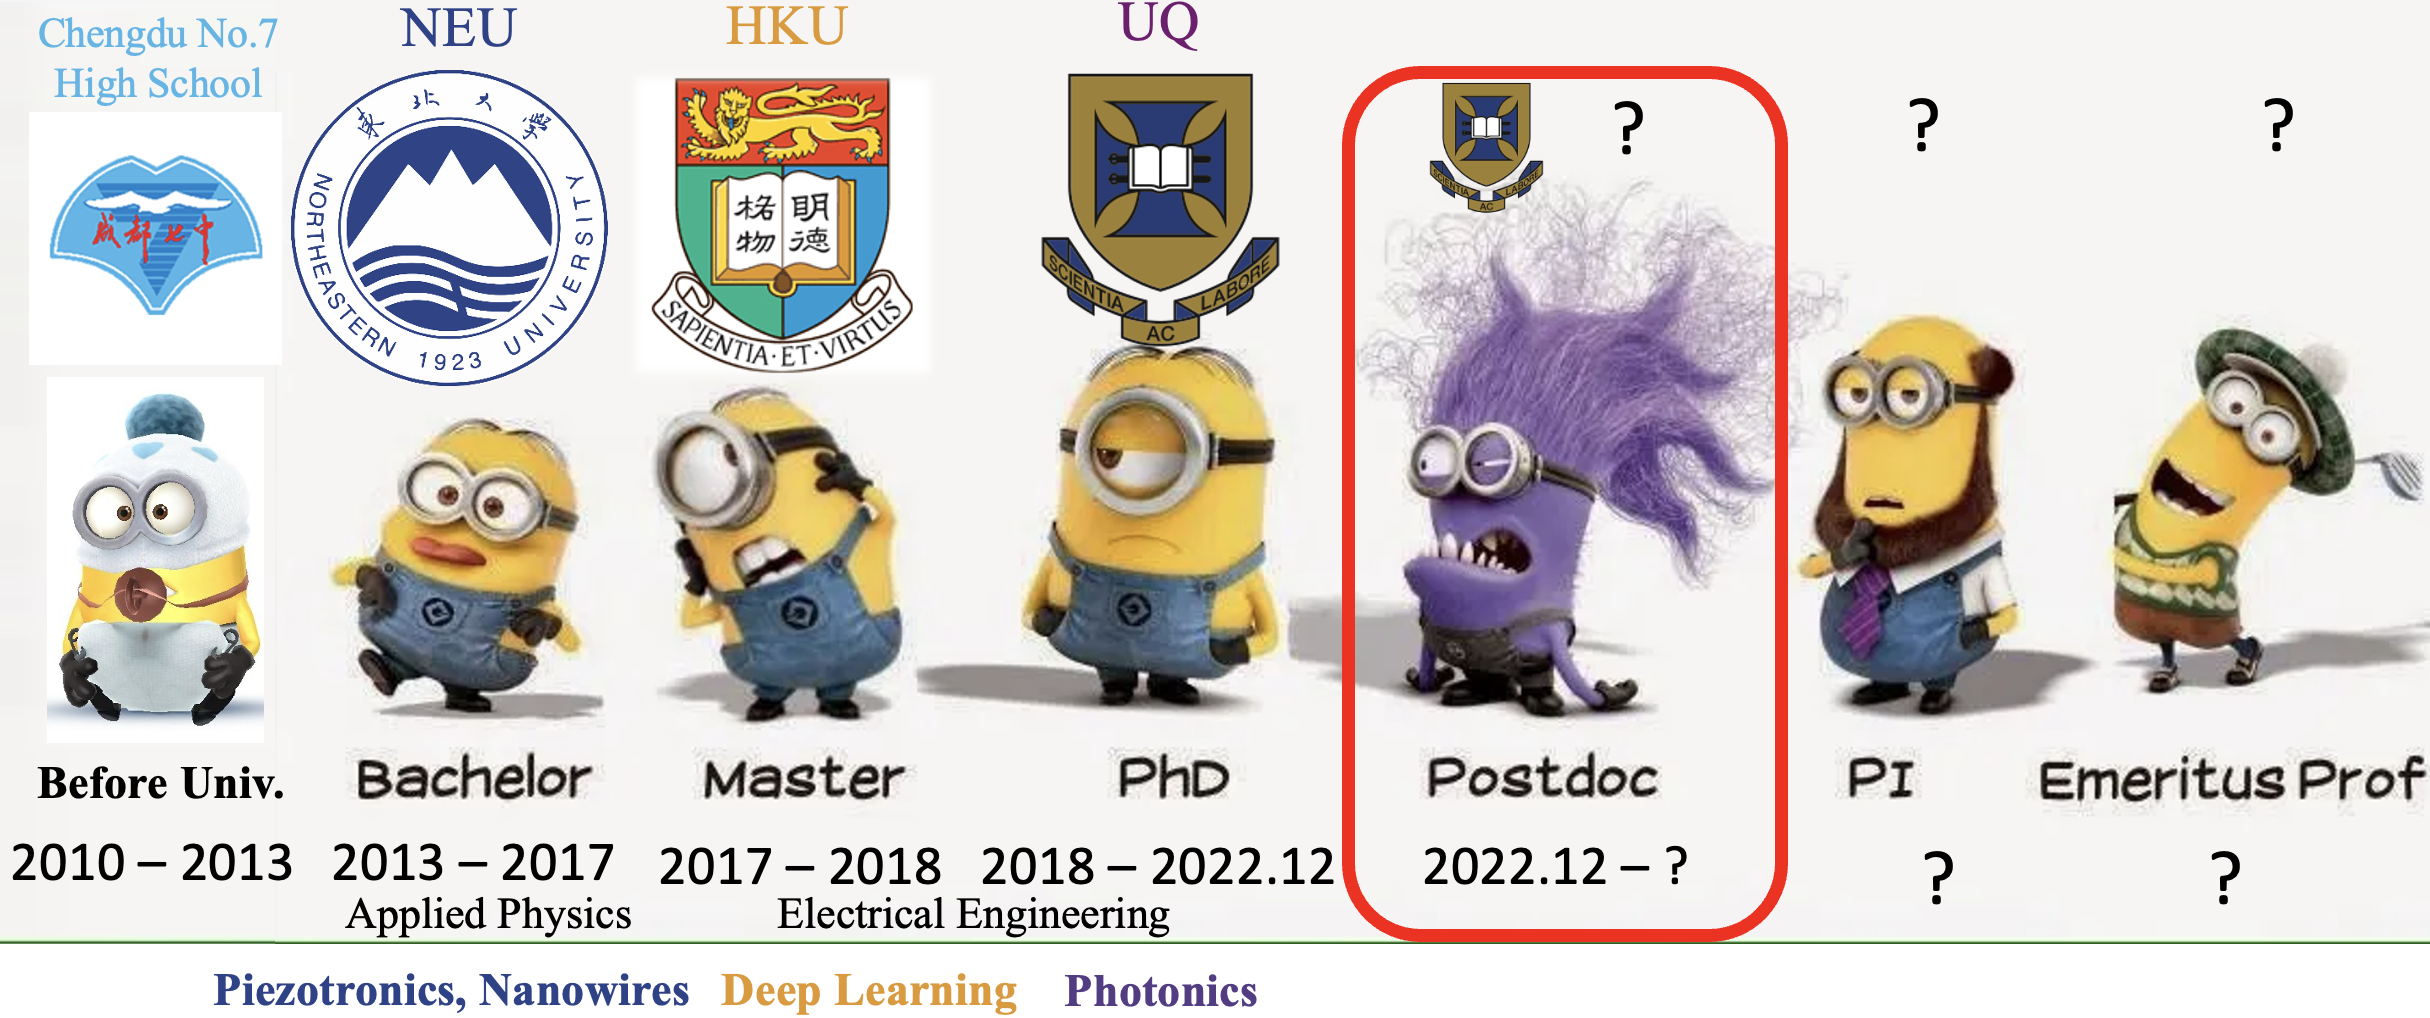 Chengdu No.7
High School
NEU
HKU
UQ
成都七中
東北大學
NORTHEASTERN 1923 UNIVERSITY
明德
格物
SAPIENTIA·ET·VIRTUS
SCIENTIA AC LABORE
SCIENTIA AC LABORE
?
?
?
Before Univ.
Bachelor
Master
PhD
Postdoc
PI
Emeritus Prof
2010 – 2013
2013 – 2017
2017 – 2018
2018 – 2022.12
2022.12 – ?
?
?
Applied Physics
Electrical Engineering
Piezotronics, Nanowires
Deep Learning
Photonics